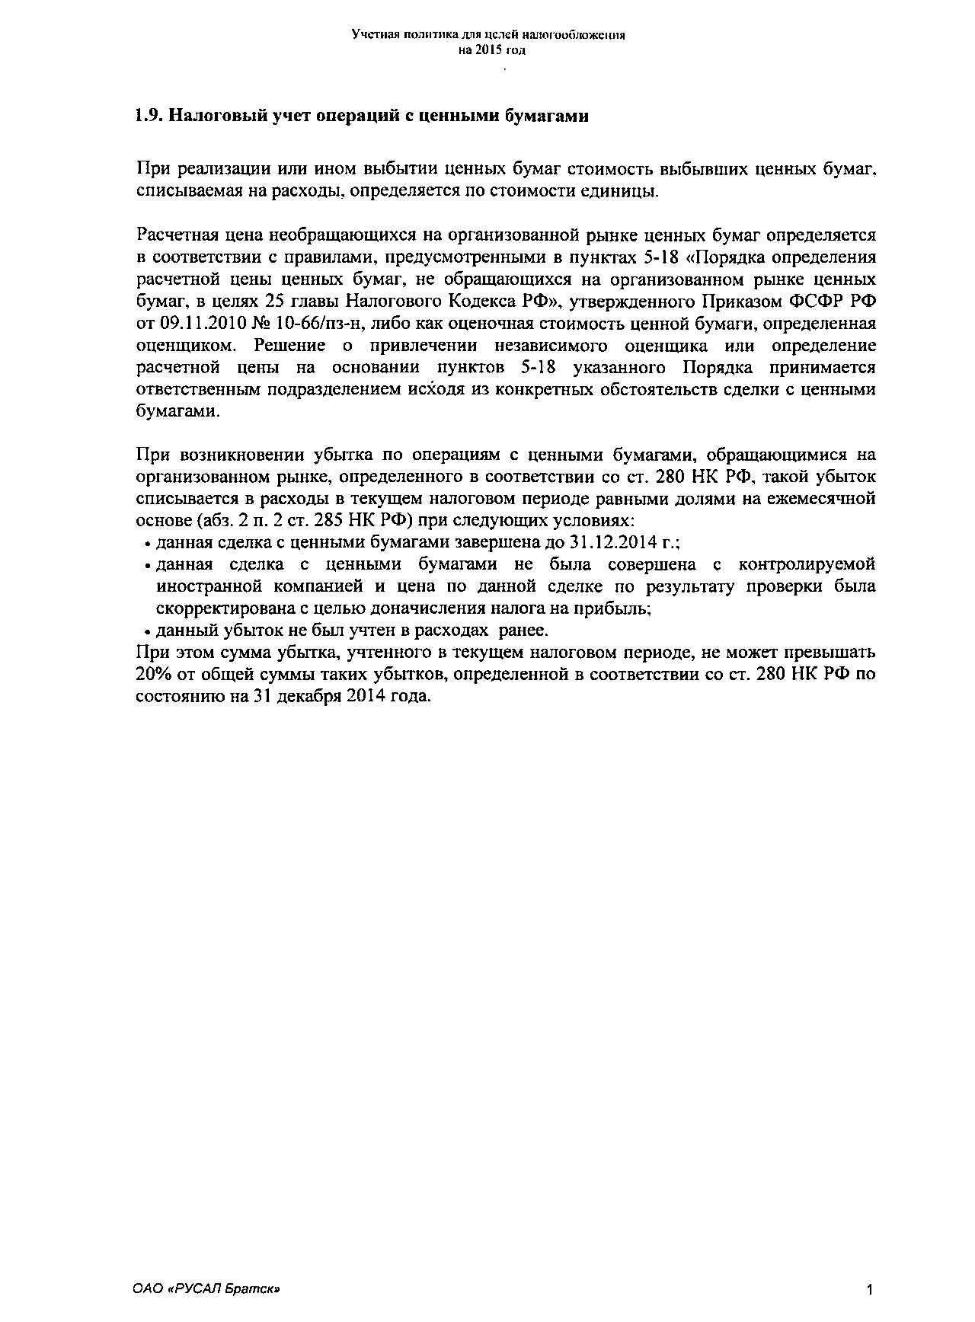 Учетная политика для целей налогообложения
на 2015 год
1.9. Налоговый учет операций с ценными бумагами
При реализации или ином выбытии ценных бумаг стоимость выбывших ценных бумаг,
списываемая на расходы, определяется по стоимости единицы.
Расчетная цена необращающихся на организованной рынке ценных бумаг определяется
в соответствии с правилами, предусмотренными в пунктах 5-18 «Порядка определения
расчетной цены ценных бумаг, не обращающихся на организованном рынке ценных
бумаг, в целях 25 главы Налогового Кодекса РФ», утвержденного Приказом ФСФР РФ
от 09.11.2010 № 10-66/пз-н, либо как оценочная стоимость ценной бумаги, определенная
оценщиком. Решение о привлечении независимого оценщика или определение
расчетной цены на основании пунктов 5-18 указанного Порядка принимается
ответственным подразделением исходя из конкретных обстоятельств сделки с ценными
бумагами.
При возникновении убытка по операциям с ценными бумагами, обращающимися на
организованном рынке, определенного в соответствии со ст. 280 НК РФ, такой убыток
списывается в расходы в текущем налоговом периоде равными долями на ежемесячной
основе (абз. 2 п. 2 ст. 285 НК РФ) при следующих условиях:
• данная сделка с ценными бумагами завершена до 31.12.2014 г.;
• данная сделка с ценными бумагами не была совершена с контролируемой
иностранной компанией и цена по данной сделке по результату проверки была
скорректирована с целью доначисления налога на прибыль;
• данный убыток не был учтен в расходах ранее.
При этом сумма убытка, учтенного в текущем налоговом периоде, не может превышать
20% от общей суммы таких убытков, определенной в соответствии со ст. 280 НК РФ по
состоянию на 31 декабря 2014 года.
ОАО «РУСАЛ Братск» 1